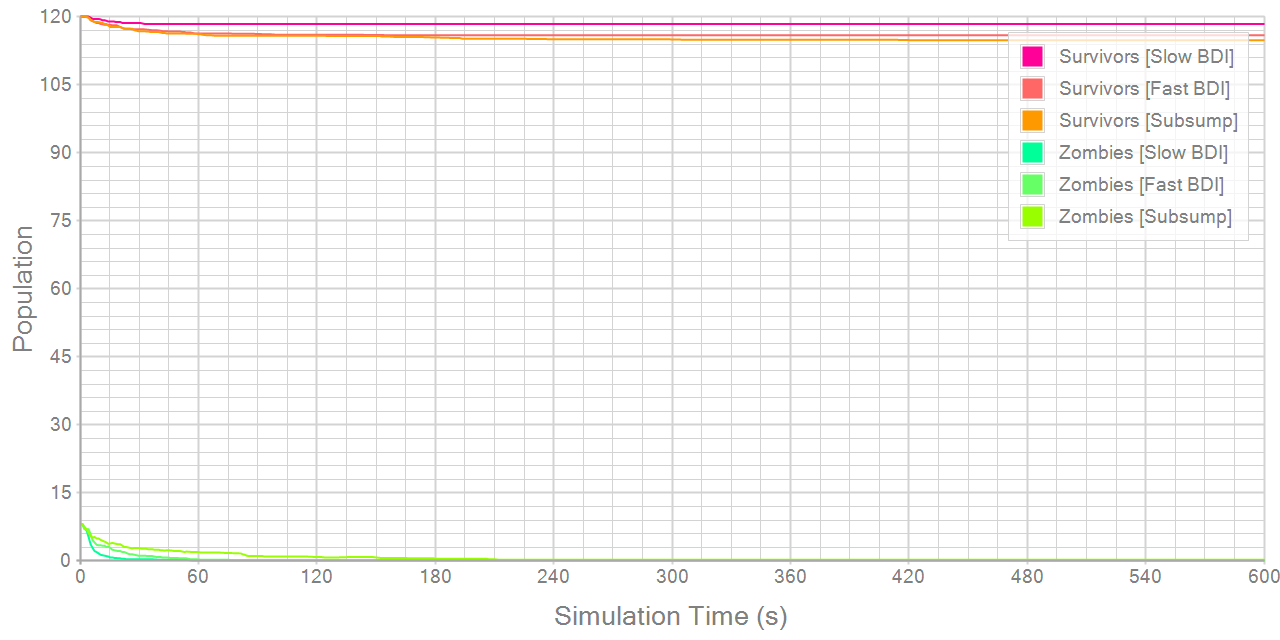 120
105
90
75
60
45
30
15
0
Population
Survivors [Slow BDI]
Survivors [Fast BDI]
Survivors [Subsump]
Zombies [Slow BDI]
Zombies [Fast BDI]
Zombies [Subsump]
0 60 120 180 240 300 360 420 480 540 600
Simulation Time (s)